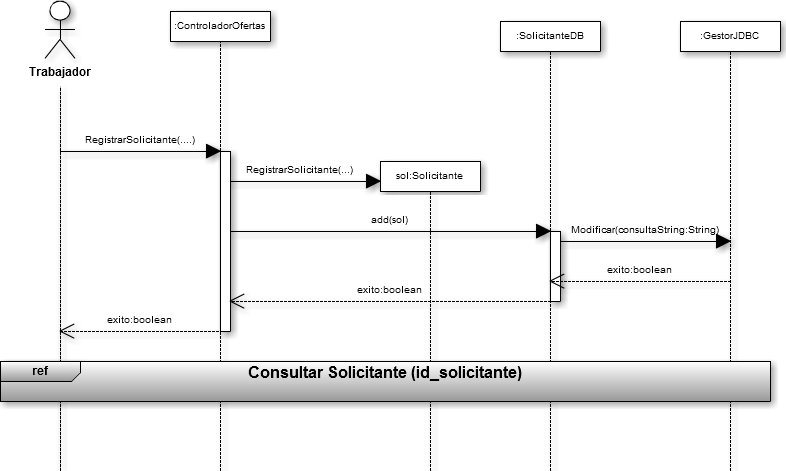 :ControladorOfertas
:SolicitanteDB
:GestorJDBC
Trabajador
RegistrarSolicitante(....)
RegistrarSolicitante(...)
sol:Solicitante
add(sol)
Modificar(consultaString:String)
exito:boolean
exito:boolean
exito:boolean
ref
Consultar Solicitante (id_solicitante)